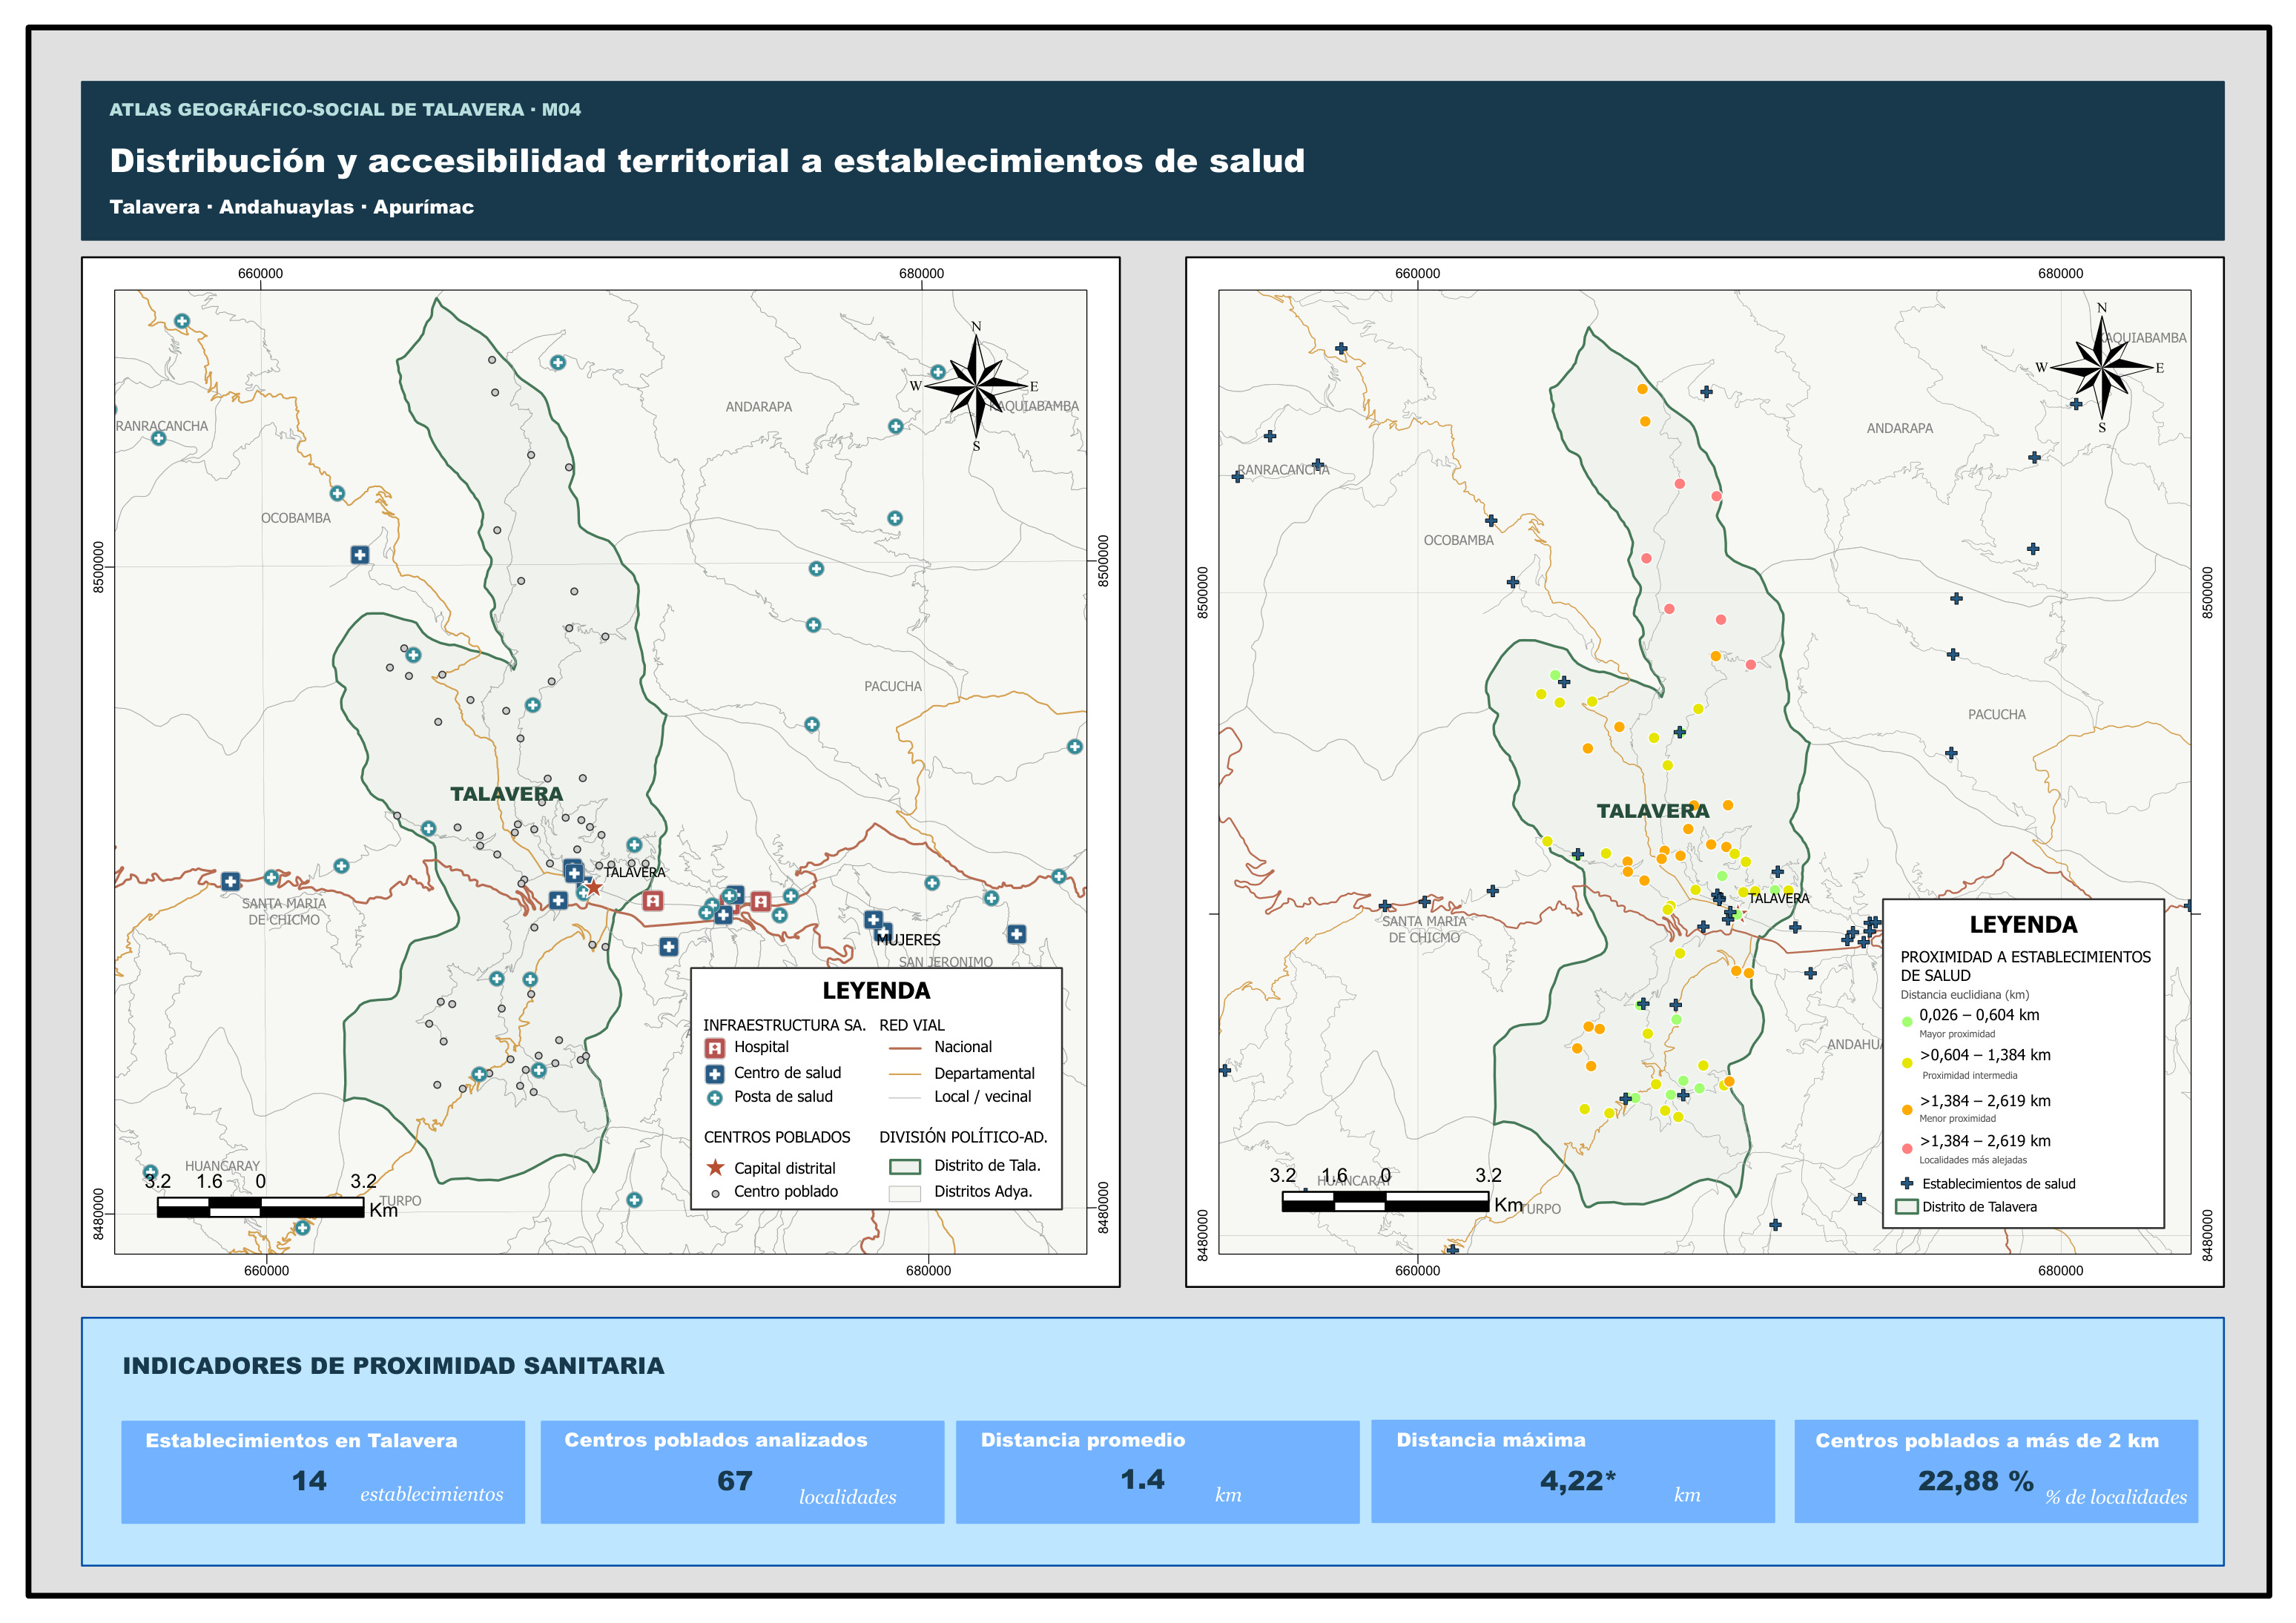 ATLAS GEOGRÁFICO-SOCIAL DE TALAVERA · M04
Distribución y accesibilidad territorial a establecimientos de salud
Talavera · Andahuaylas · Apurímac
660000
680000
N
W
E
S
RANRACANCHA
ANDARAPA
KAQUIABAMBA
OCOBAMBA
8500000
8500000
PACUCHA
TALAVERA
TALAVERA
SANTA MARIA
DE CHICMO
MUJERES
SAN JERONIMO
LEYENDA
INFRAESTRUCTURA SA.
Hospital
Centro de salud
Posta de salud
RED VIAL
Nacional
Departamental
Local / vecinal
CENTROS POBLADOS
Capital distrital
Centro poblado
DIVISIÓN POLÍTICO-AD.
Distrito de Tala.
Distritos Adya.
HUANCARAY
TURPO
3.2 1.6 0 3.2
Km
8480000
8480000
660000
680000
660000
680000
N
W
E
S
KAQUIABAMBA
RANRACANCHA
ANDARAPA
OCOBAMBA
8500000
8500000
PACUCHA
TALAVERA
TALAVERA
SANTA MARIA
DE CHICMO
ANDAHU
LEYENDA
PROXIMIDAD A ESTABLECIMIENTOS
DE SALUD
Distancia euclidiana (km)
0,026 – 0,604 km
Mayor proximidad
>0,604 – 1,384 km
Proximidad intermedia
>1,384 – 2,619 km
Menor proximidad
>1,384 – 2,619 km
Localidades más alejadas
Establecimientos de salud
Distrito de Talavera
HUANCARAY
TURPO
3.2 1.6 0 3.2
Km
8480000
8480000
660000
680000
INDICADORES DE PROXIMIDAD SANITARIA
Establecimientos en Talavera
14 establecimientos
Centros poblados analizados
67 localidades
Distancia promedio
1.4 km
Distancia máxima
4,22* km
Centros poblados a más de 2 km
22,88 % % de localidades